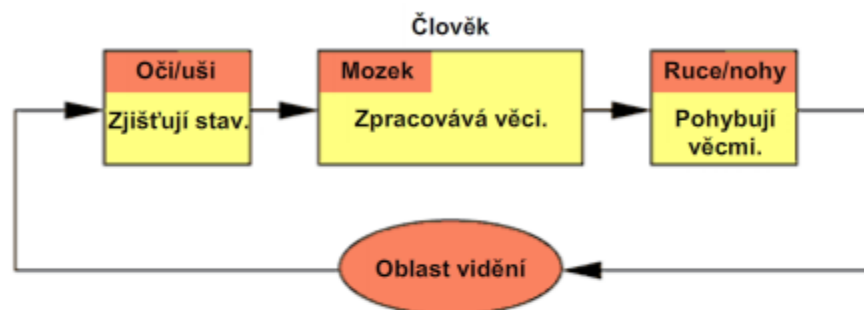 Člověk
Oči/uši
Zjišťují stav.
Mozek
Zpracovává věci.
Ruce/nohy
Pohybují
věcmi.
Oblast vidění